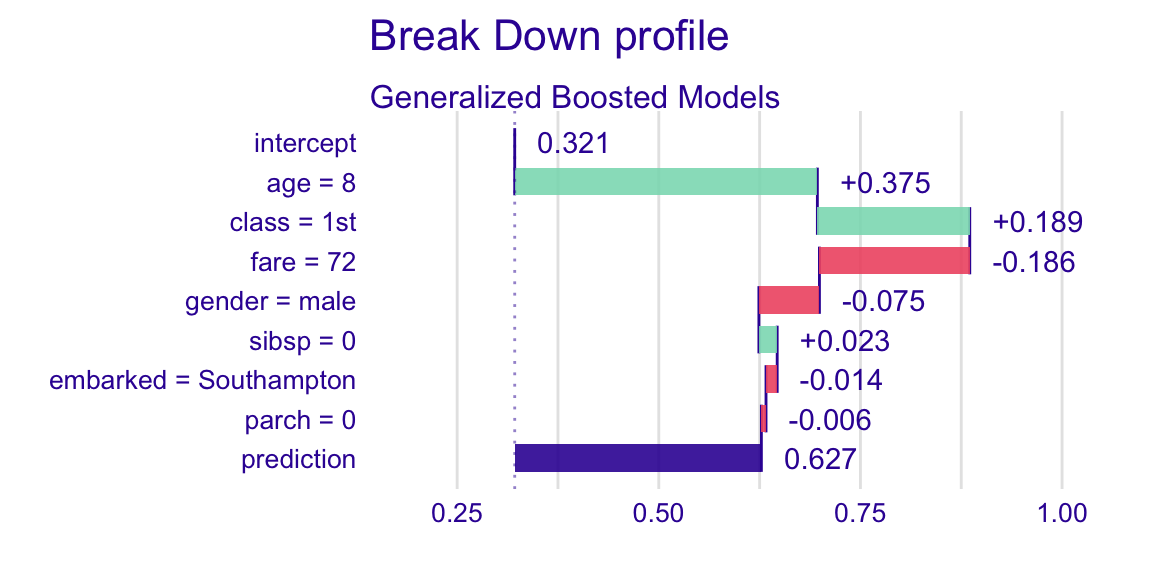 Break Down profile
Generalized Boosted Models
intercept 0.321
age = 8 +0.375
class = 1st +0.189
fare = 72 -0.186
gender = male -0.075
sibsp = 0 +0.023
embarked = Southampton -0.014
parch = 0 -0.006
prediction 0.627
0.25 0.50 0.75 1.00